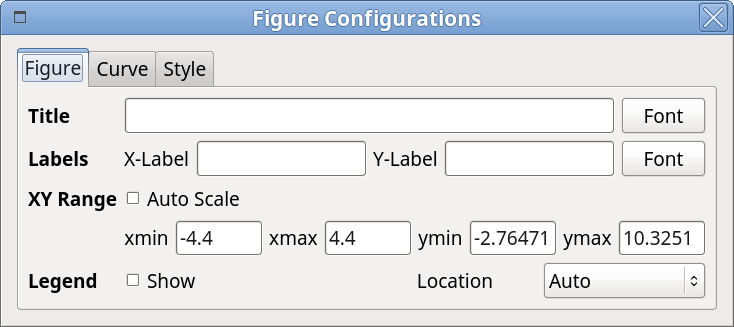 Figure Configurations
Figure Curve Style
Title Font
Labels X-Label Y-Label Font
XY Range Auto Scale
xmin -4.4 xmax 4.4 ymin -2.76471 ymax 10.3251
Legend Show Location Auto